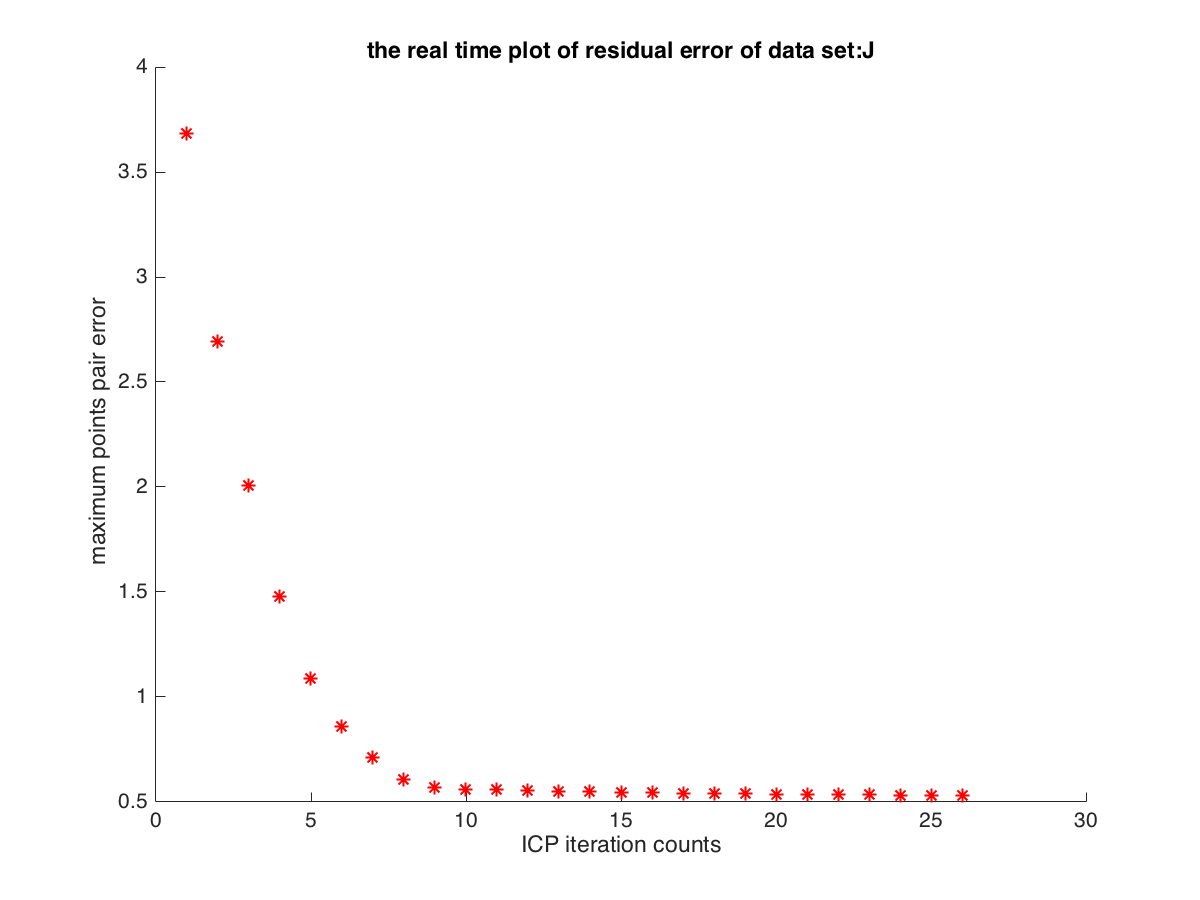 the real time plot of residual error of data set:J
4
3.5
3
2.5
2
1.5
1
0.5
maximum points pair error
0 5 10 15 20 25 30
ICP iteration counts